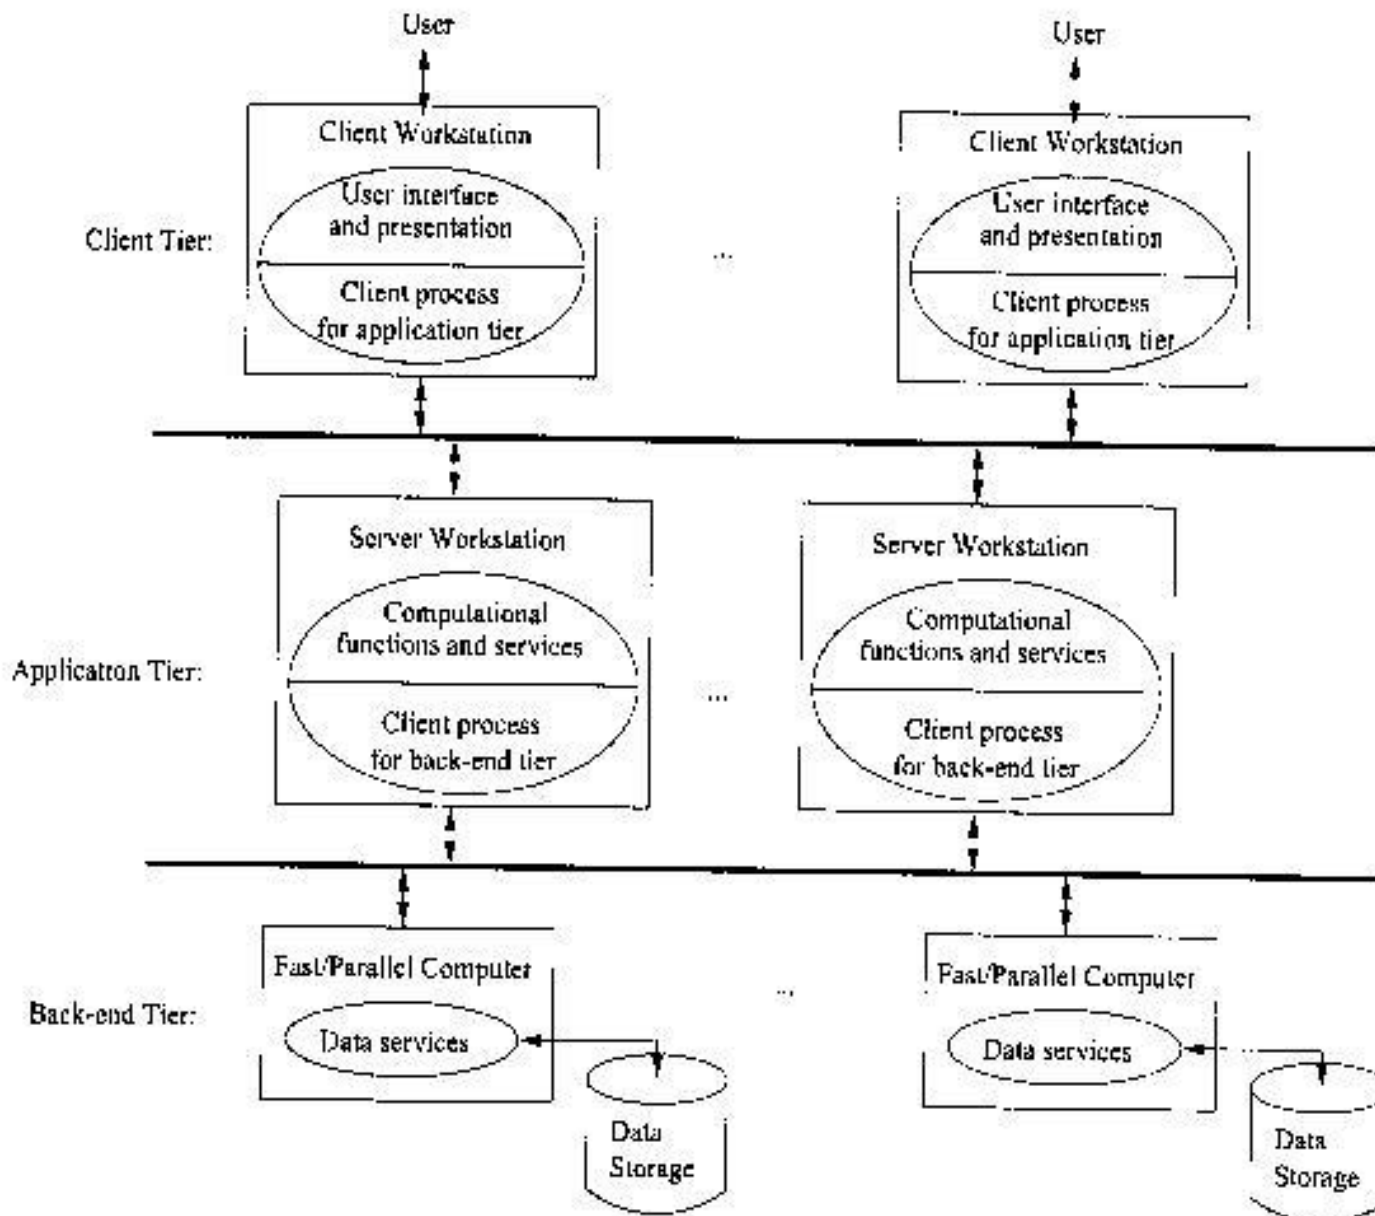 User
User
Client Workstation
Client Workstation
User interface
and presentation
User interface
and presentation
Client Tier:
...
Client process
for application tier
Client process
for application tier
Server Workstation
Server Workstation
Computational
functions and services
Computational
functions and services
Application Tier:
...
Client process
for back-end tier
Client process
for back-end tier
Fast/Parallel Computer
Fast/Parallel Computer
...
Back-end Tier:
Data services
Data services
Data
Storage
Data
Storage